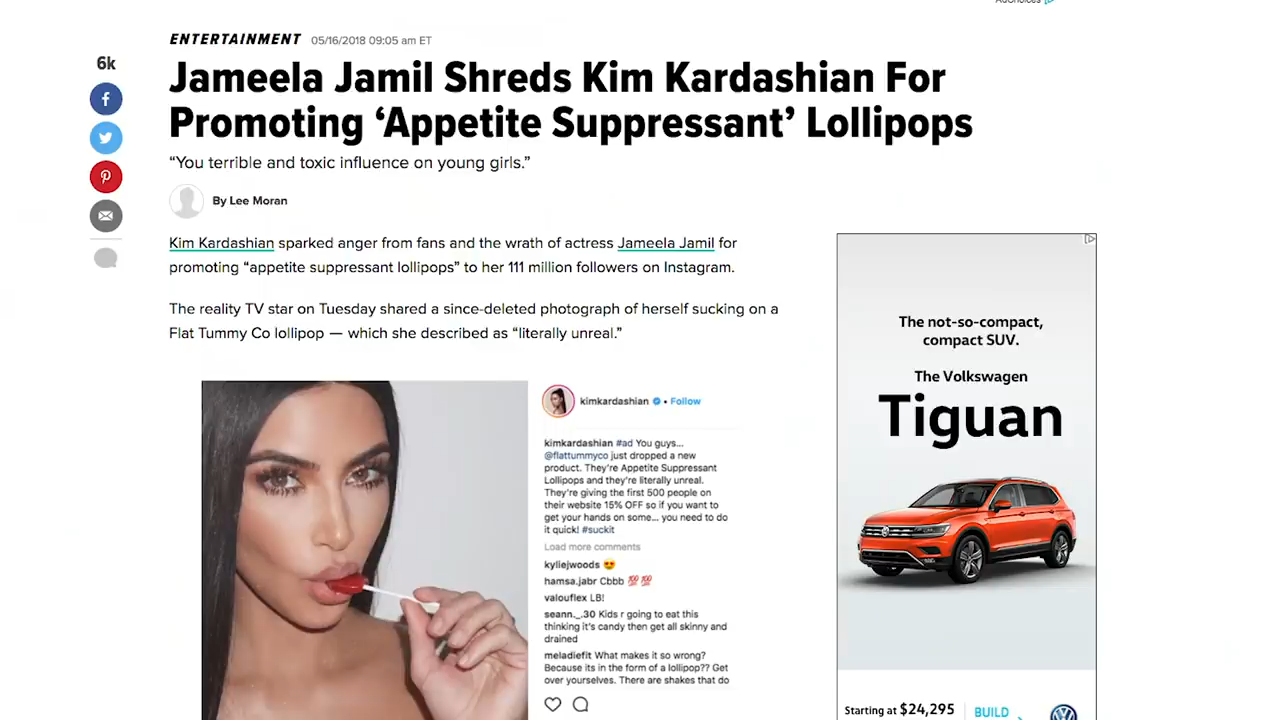 AdChoices
ENTERTAINMENT 05/16/2018 09:05 am ET
6k
Jameela Jamil Shreds Kim Kardashian For
Promoting ‘Appetite Suppressant’ Lollipops
“You terrible and toxic influence on young girls.”
By Lee Moran
Kim Kardashian sparked anger from fans and the wrath of actress Jameela Jamil for
promoting “appetite suppressant lollipops” to her 111 million followers on Instagram.
The reality TV star on Tuesday shared a since-deleted photograph of herself sucking on a
Flat Tummy Co lollipop — which she described as “literally unreal.”
kimkardashian • Follow
kimkardashian #ad You guys...
@flattummyco just dropped a new
product. They're Appetite Suppressant
Lollipops and they're literally unreal.
They're giving the first 500 people on
their website 15% OFF so if you want to
get your hands on some... you need to do
it quick! #suckit
Load more comments
kyliejwoods 😍
hamsa.jabr Cbbb 💯 💯
valouflex LB!
seann._.30 Kids r going to eat this
thinking it's candy then get all skinny and
drained
meladiefit What makes it so wrong?
Because its in the form of a lollipop?? Get
over yourselves. There are shakes that do
The not-so-compact,
compact SUV.
The Volkswagen
Tiguan
Starting at $24,295
BUILD